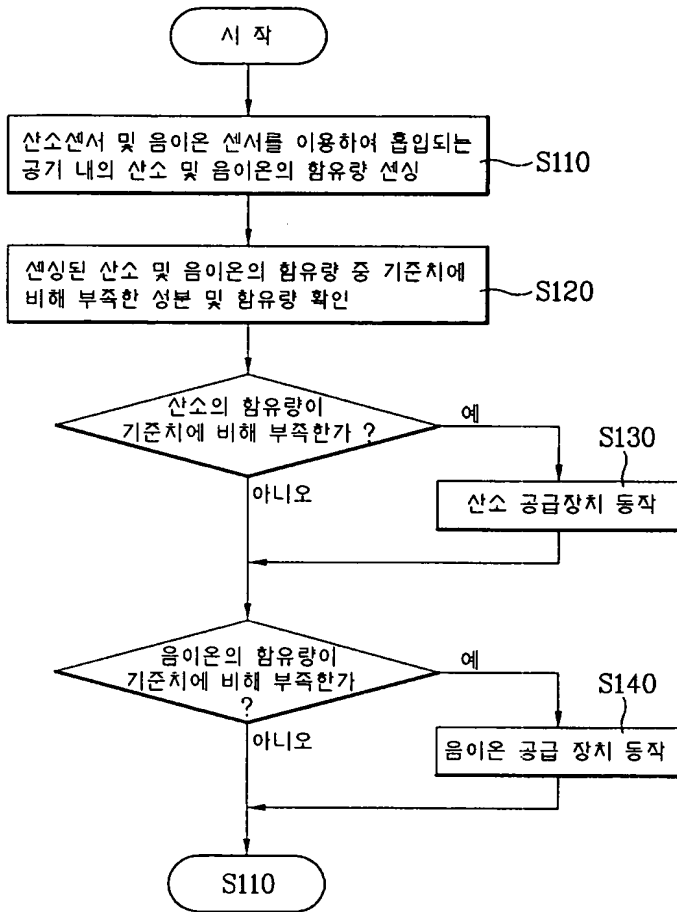 시 작
산소센서 및 음이온 센서를 이용하여 흡입되는
공기 내의 산소 및 음이온의 함유량 센싱
S110
센싱된 산소 및 음이온의 함유량 중 기준치에
비해 부족한 성분 및 함유량 확인
S120
산소의 함유량이
기준치에 비해 부족한가 ?
예
S130
아니오
산소 공급장치 동작
음이온의 함유량이
기준치에 비해 부족한가
?
예
S140
아니오
음이온 공급 장치 동작
S110